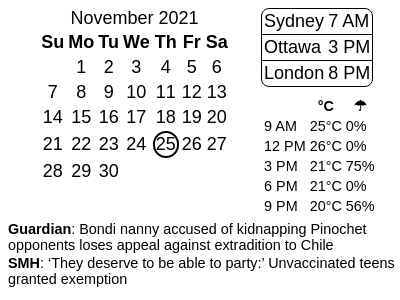 November 2021
Su Mo Tu We Th Fr Sa
1 2 3 4 5 6
7 8 9 10 11 12 13
14 15 16 17 18 19 20
21 22 23 24 25 26 27
28 29 30
Sydney 7 AM
Ottawa 3 PM
London 8 PM
°C ☂
9 AM 25°C 0%
12 PM 26°C 0%
3 PM 21°C 75%
6 PM 21°C 0%
9 PM 20°C 56%
Guardian: Bondi nanny accused of kidnapping Pinochet
opponents loses appeal against extradition to Chile
SMH: ‘They deserve to be able to party:’ Unvaccinated teens
granted exemption